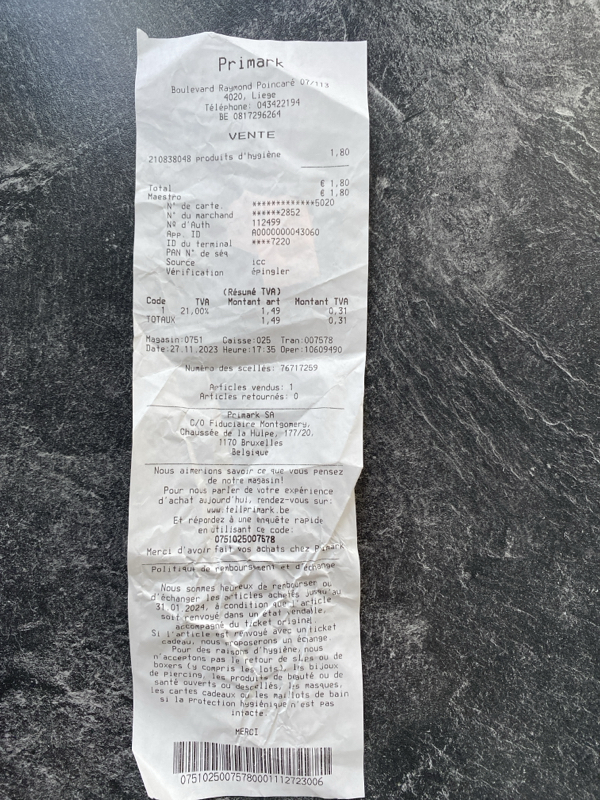 Primark
Boulevard Raymond Poincaré 07/113
4020, Liege
Téléphone: 043422194
BE 0817296264
VENTE
210838048 produits d'hygiène 1,80
Total € 1,80
Maestro € 1,80
N° de carte. ************5020
N° du marchand ******2852
Nº d'Auth 112499
App. ID A0000000043060
ID du terminal ****7220
PAN N° de séq
Source icc
Vérification épingler
(Résumé TVA)
Code TVA Montant art Montant TVA
1 21,00% 1,49 0,31
TOTAUX 1,49 0,31
Magasin:0751 Caisse:025 Tran:007578
Date:27.11.2023 Heure:17:35 Oper:10609490
Numéro des scellés: 76717259
Articles vendus: 1
Articles retournés: 0
Primark SA
C/O Fiduciaire Montgomery,
Chaussée de la Hulpe, 177/20,
1170 Bruxelles
Belgique
Nous aimerions savoir ce que vous pensez
de notre magasin!
Pour nous parler de votre expérience
d'achat aujourd'hui, rendez-vous sur:
www.tellprimark.be
Et répondez à une enquête rapide
en utilisant ce code:
0751025007578
Merci d'avoir fait vos achats chez Primark
Politique de remboursement et d'échange
Nous sommes heureux de rembourser ou
d'échanger les articles achetés jusqu'au
31.01.2024, à condition que l'article
soit renvoyé dans un état vendable,
accompagné du ticket original.
Si l'article est renvoyé avec un ticket
cadeau, nous proposerons un échange.
Pour des raisons d'hygiène, nous
n'acceptons pas le retour de slips ou de
boxers (y compris les lots), les bijoux
de piercing, les produits de beauté ou de
santé ouverts ou descellés, les masques,
les cartes cadeaux ou les maillots de bain
si la protection hygiénique n'est pas
intacte.
MERCI
07510250075780001112723006